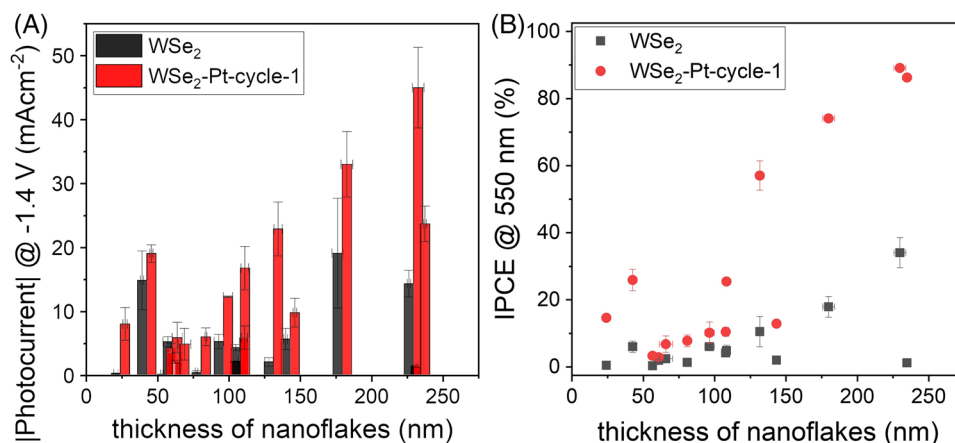 (A)
|Photocurrent| @ -1.4 V (mAcm⁻²)
WSe₂
WSe₂-Pt-cycle-1
50
40
30
20
10
0
0 50 100 150 200 250
thickness of nanoflakes (nm)
(B)
IPCE @ 550 nm (%)
WSe₂
WSe₂-Pt-cycle-1
100
80
60
40
20
0
0 50 100 150 200 250
thickness of nanoflakes (nm)